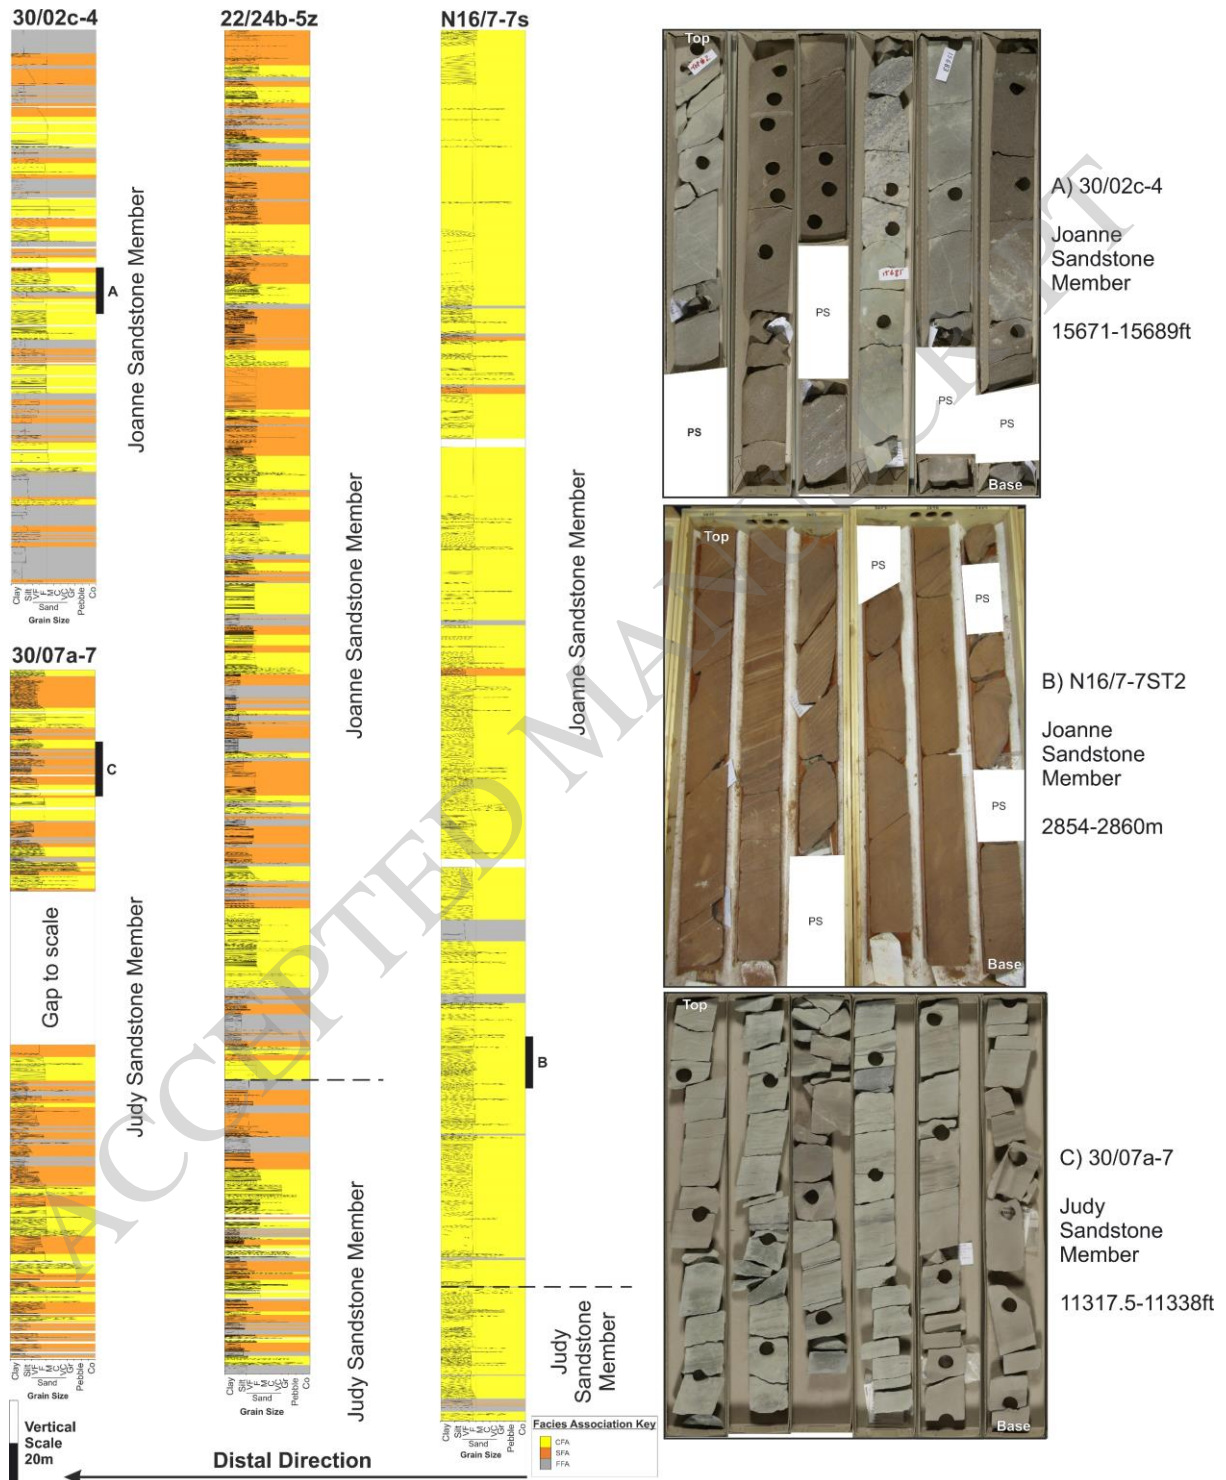 30/02c-4
22/24b-5z
N16/7-7s
Joanne Sandstone Member
A
Clay
Silt
VF
F
M
C
VC
Gr
Pebble
Co
Sand
Grain Size
30/07a-7
C
Gap to scale
Judy Sandstone Member
Clay
Silt
VF
F
M
C
VC
Gr
Pebble
Co
Sand
Grain Size
Vertical
Scale
20m
Joanne Sandstone Member
Judy Sandstone Member
Clay
Silt
VF
F
M
C
VC
Gr
Pebble
Co
Sand
Grain Size
Joanne Sandstone Member
B
Judy
Sandstone
Member
Clay
Silt
VF
F
M
C
VC
Gr
Pebble
Co
Sand
Grain Size
Distal Direction
Facies Association Key
CFA
SFA
FFA
Top
PS
PS
PS
PS
Base
A) 30/02c-4
Joanne
Sandstone
Member
15671-15689ft
Top
PS
PS
PS
PS
Base
B) N16/7-7ST2
Joanne
Sandstone
Member
2854-2860m
Top
Base
C) 30/07a-7
Judy
Sandstone
Member
11317.5-11338ft
ACCEPTED MANUSCRIPT